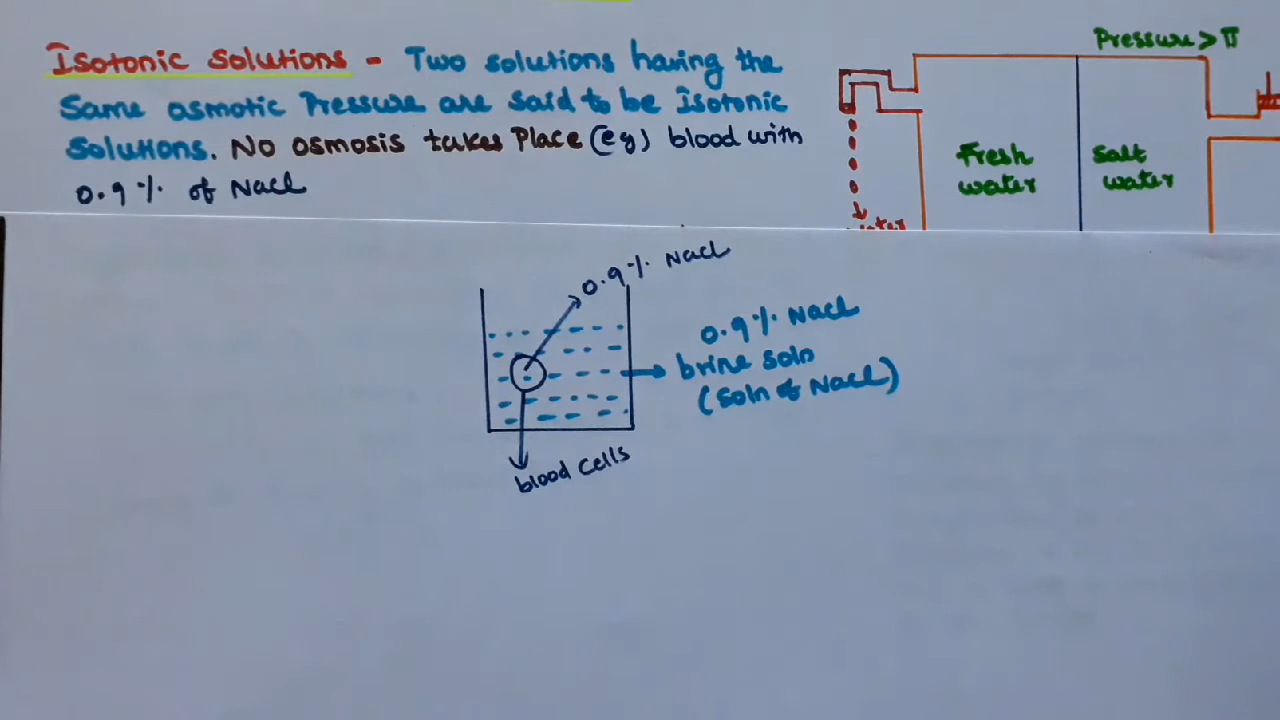 Isotonic Solutions - Two solutions having the
Same osmotic Pressure are said to be Isotonic
Solutions. No osmosis takes Place (eg) blood with
0.9% of Nacl
Pressure > π
Fresh
water
Salt
water
0.9% Nacl
0.9% Nacl
brine soln
(soln of Nacl)
blood cells